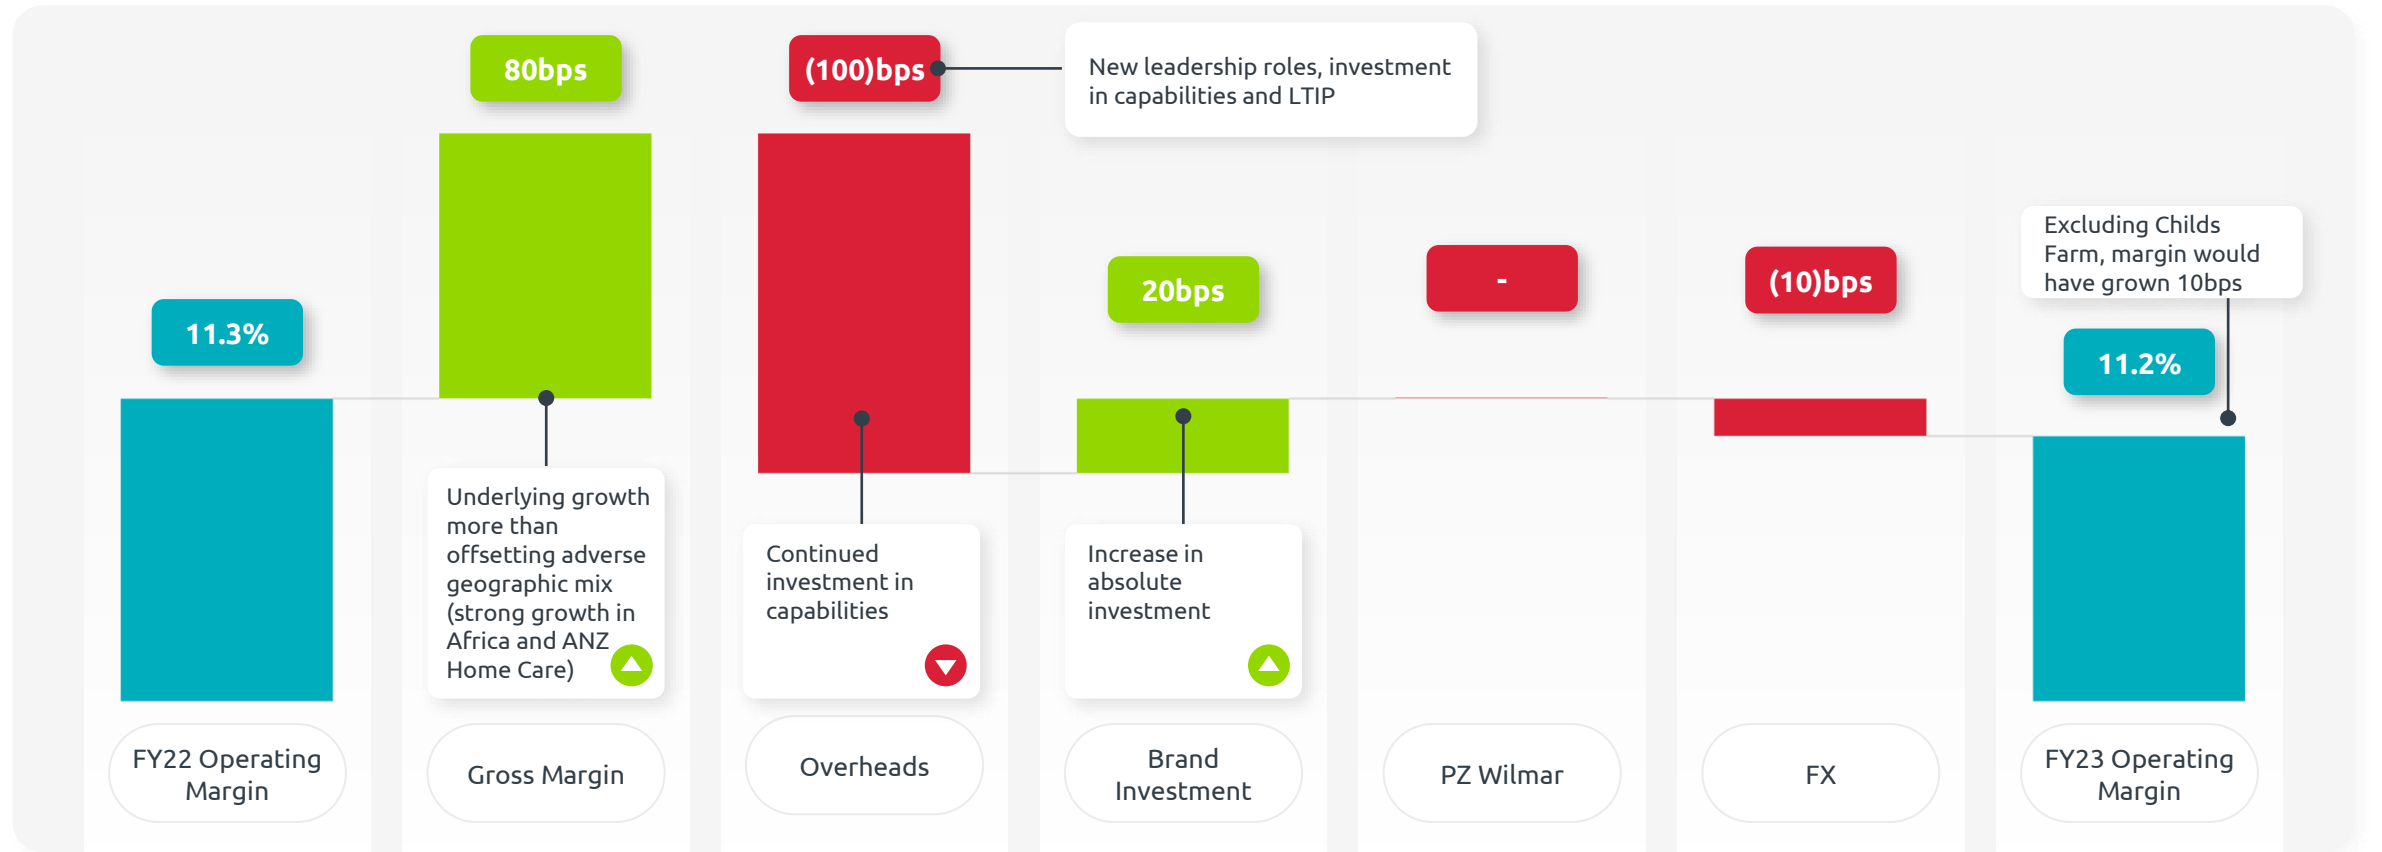 80bps
(100)bps
New leadership roles, investment
in capabilities and LTIP
11.3%
20bps
-
(10)bps
Excluding Childs
Farm, margin would
have grown 10bps
11.2%
Underlying growth
more than
offsetting adverse
geographic mix
(strong growth in
Africa and ANZ
Home Care)
Continued
investment in
capabilities
Increase in
absolute
investment
FY22 Operating
Margin
Gross Margin
Overheads
Brand
Investment
PZ Wilmar
FX
FY23 Operating
Margin